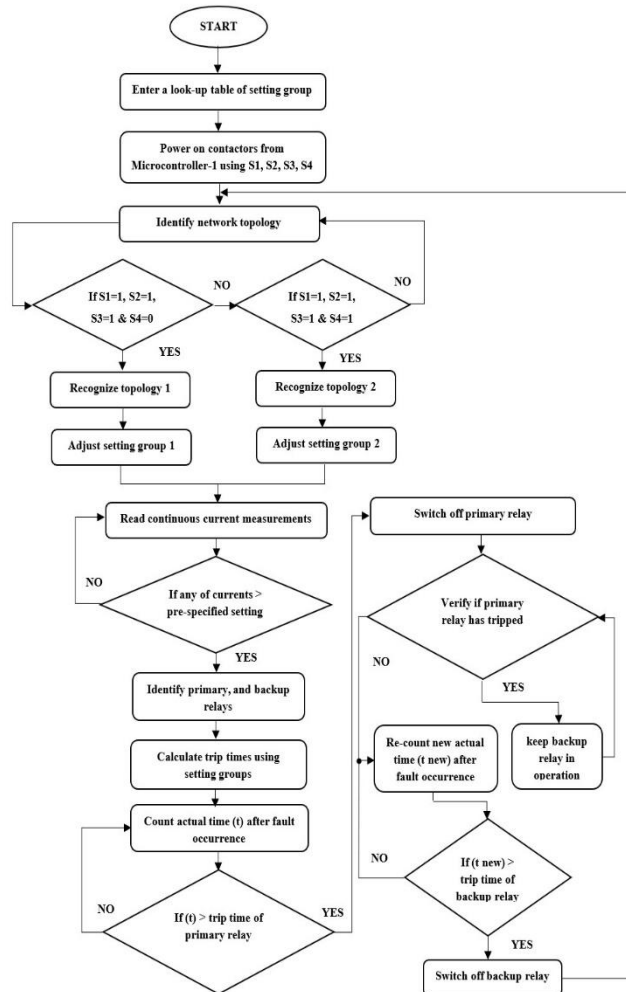 START
Enter a look-up table of setting group
Power on contactors from
Microcontroller-1 using S1, S2, S3, S4
Identify network topology
If S1=1, S2=1,
S3=1 & S4=0
NO
If S1=1, S2=1,
S3=1 & S4=1
NO
YES
YES
Recognize topology 1
Recognize topology 2
Adjust setting group 1
Adjust setting group 2
Read continuous current measurements
If any of currents >
pre-specified setting
NO
YES
Identify primary, and backup
relays
Calculate trip times using
setting groups
Count actual time (t) after fault
occurrence
If (t) > trip time of
primary relay
NO
YES
Switch off primary relay
Verify if primary
relay has tripped
NO
YES
keep backup
relay in
operation
Re-count new actual
time (t new) after
fault occurrence
If (t new) >
trip time of
backup relay
NO
YES
Switch off backup relay